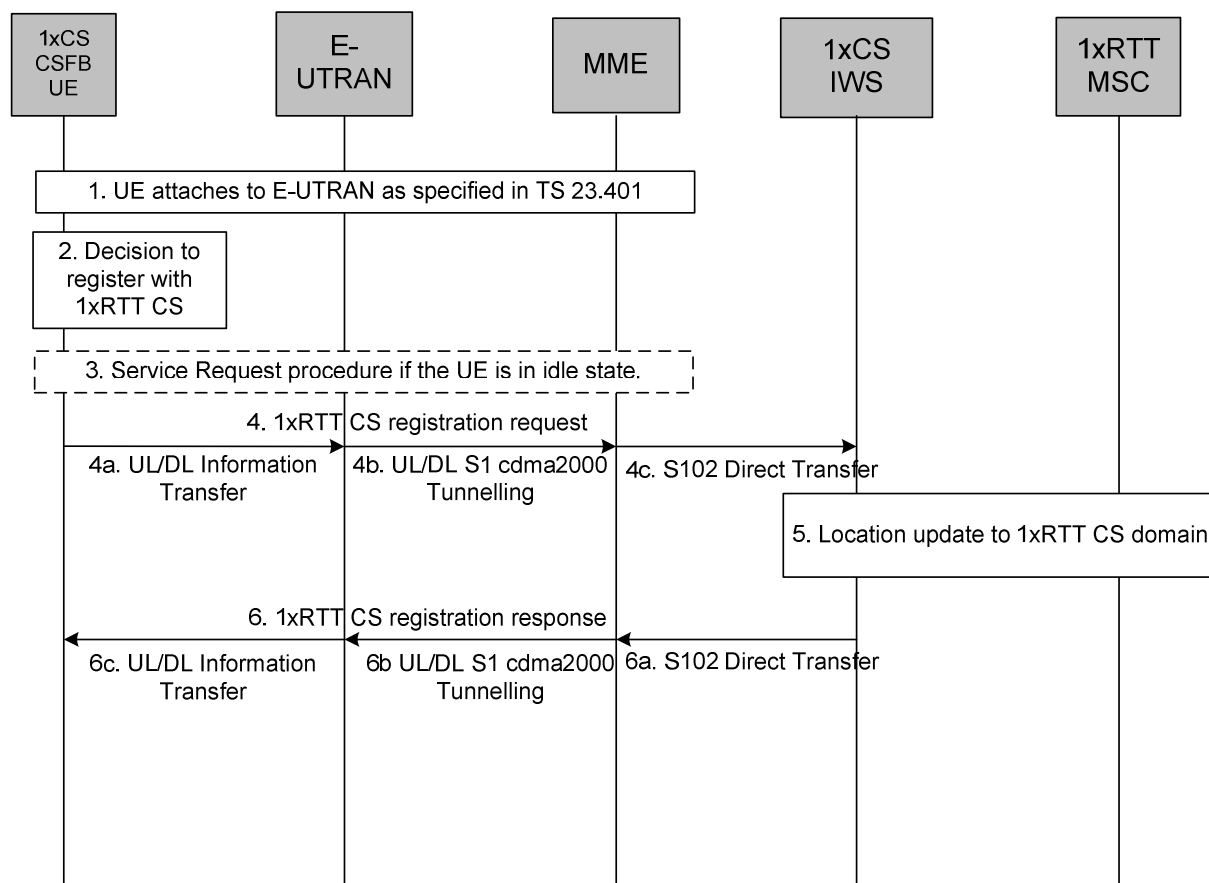 1xCS
CSFB
UE
E-
UTRAN
MME
1xCS
IWS
1xRTT
MSC
1. UE attaches to E-UTRAN as specified in TS 23.401
2. Decision to
register with
1xRTT CS
3. Service Request procedure if the UE is in idle state.
4. 1xRTT CS registration request
4a. UL/DL Information
Transfer
4b. UL/DL S1 cdma2000
Tunnelling
4c. S102 Direct Transfer
5. Location update to 1xRTT CS domain
6. 1xRTT CS registration response
6c. UL/DL Information
Transfer
6b UL/DL S1 cdma2000
Tunnelling
6a. S102 Direct Transfer